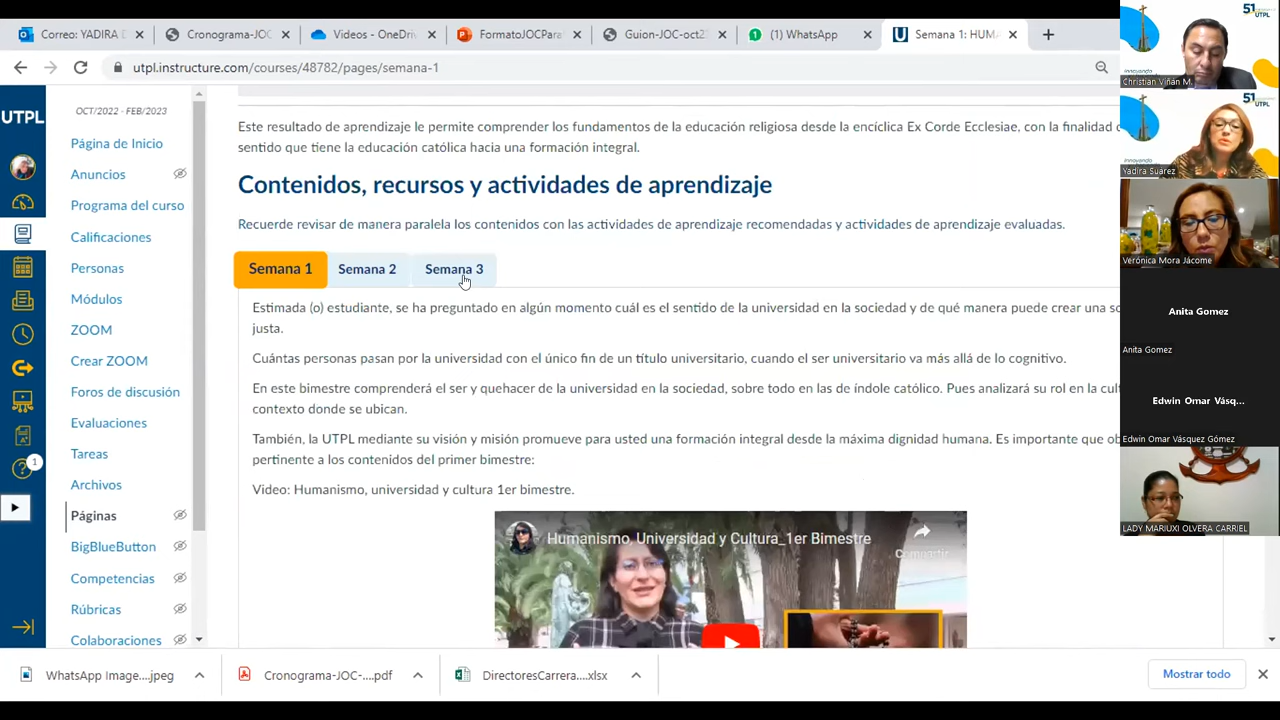 Correo: YADIRA D
Cronograma-JOC
Videos - OneDriv
FormatoJOCPara
Guion-JOC-oct23
(1) WhatsApp
Semana 1: HUMA
utpl.instructure.com/courses/48782/pages/semana-1
UTPL
1
OCT/2022 - FEB/2023
Página de Inicio
Anuncios
Programa del curso
Calificaciones
Personas
Módulos
ZOOM
Crear ZOOM
Foros de discusión
Evaluaciones
Tareas
Archivos
Páginas
BigBlueButton
Competencias
Rúbricas
Colaboraciones
Este resultado de aprendizaje le permite comprender los fundamentos de la educación religiosa desde la encíclica Ex Corde Ecclesiae, con la finalidad
sentido que tiene la educación católica hacia una formación integral.
Contenidos, recursos y actividades de aprendizaje
Recuerde revisar de manera paralela los contenidos con las actividades de aprendizaje recomendadas y actividades de aprendizaje evaluadas.
Semana 1 Semana 2 Semana 3
Estimada (o) estudiante, se ha preguntado en algún momento cuál es el sentido de la universidad en la sociedad y de qué manera puede crear una so
justa.
Cuántas personas pasan por la universidad con el único fin de un título universitario, cuando el ser universitario va más allá de lo cognitivo.
En este bimestre comprenderá el ser y quehacer de la universidad en la sociedad, sobre todo en las de índole católico. Pues analizará su rol en la cult
contexto donde se ubican.
También, la UTPL mediante su visión y misión promueve para usted una formación integral desde la máxima dignidad humana. Es importante que ob
pertinente a los contenidos del primer bimestre:
Video: Humanismo, universidad y cultura 1er bimestre.
Humanismo, Universidad y Cultura_1er Bimestre
Compartir
51
UTPL
Christian Viñán M.
51
UTPL
Yadira Suárez
Verónica Mora Jácome
Anita Gomez
Anita Gomez
Edwin Omar Vásq...
Edwin Omar Vásquez Gómez
LADY MARIUXI OLVERA CARRIEL
WhatsApp Image....jpeg
Cronograma-JOC-....pdf
DirectoresCarrera....xlsx
Mostrar todo